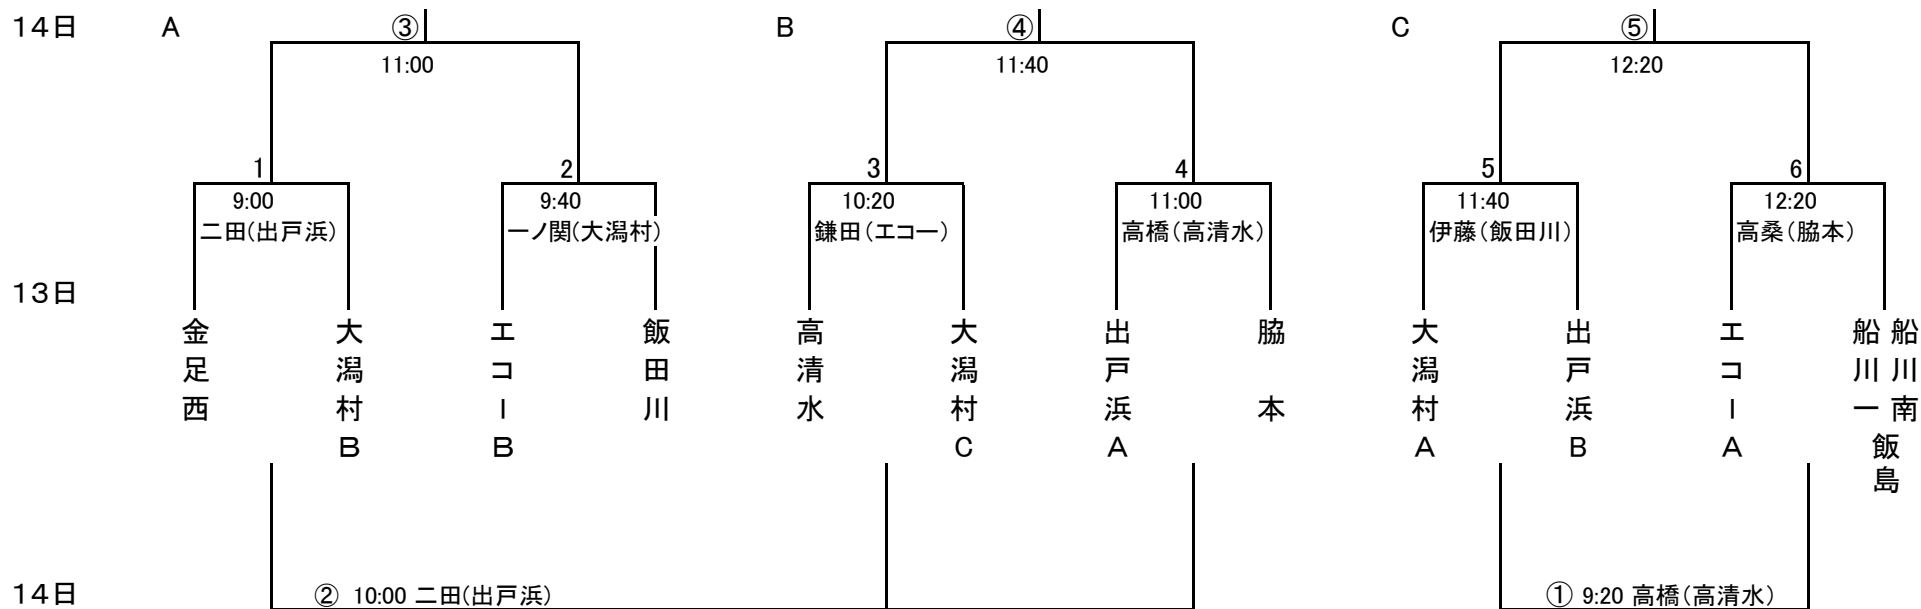 14日 A ③ B ④ C ⑤
11:00 11:40 12:20
1 2 3 4 5 6
9:00 9:40 10:20 11:00 11:40 12:20
二田(出戸浜) 一ノ関(大潟村) 鎌田(エコー) 高橋(高清水) 伊藤(飯田川) 高桑(脇本)
13日
金足西
大潟村B
エコーB
飯田川
高清水
大潟村C
出戸浜A
脇本
大潟村A
出戸浜B
エコーA
船川南
船川一
飯島
14日 ② 10:00 二田(出戸浜) ① 9:20 高橋(高清水)